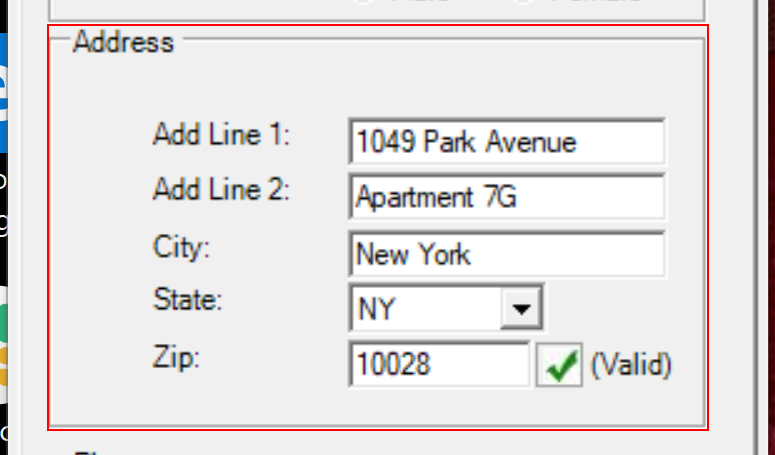 Address
Add Line 1: 1049 Park Avenue
Add Line 2: Apartment 7G
City: New York
State: NY
Zip: 10028 (Valid)